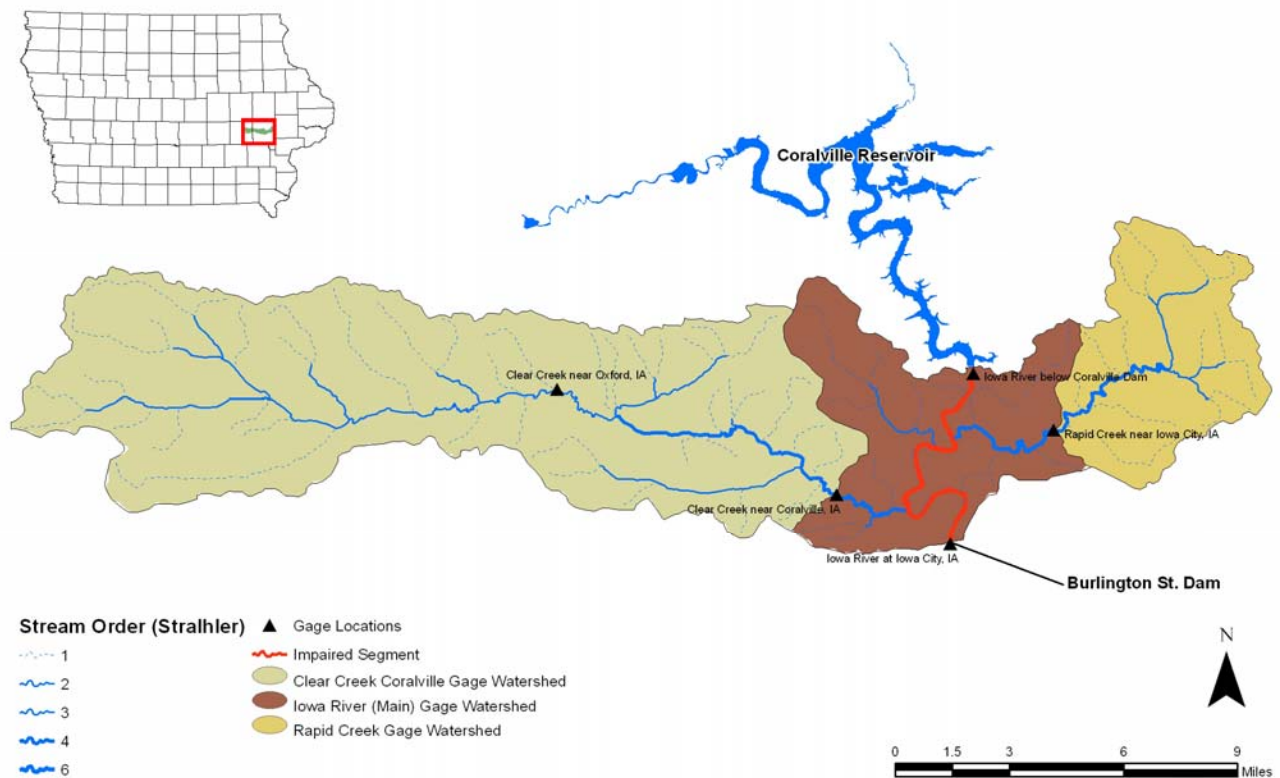 Coralville Reservoir
Clear Creek near Oxford, IA
Iowa River below Coralville Dam
Rapid Creek near Iowa City, IA
Clear Creek near Coralville, IA
Iowa River at Iowa City, IA
Burlington St. Dam
Stream Order (Stralhler)
1
2
3
4
6
Gage Locations
Impaired Segment
Clear Creek Coralville Gage Watershed
Iowa River (Main) Gage Watershed
Rapid Creek Gage Watershed
N
0 1.5 3 6 9
Miles